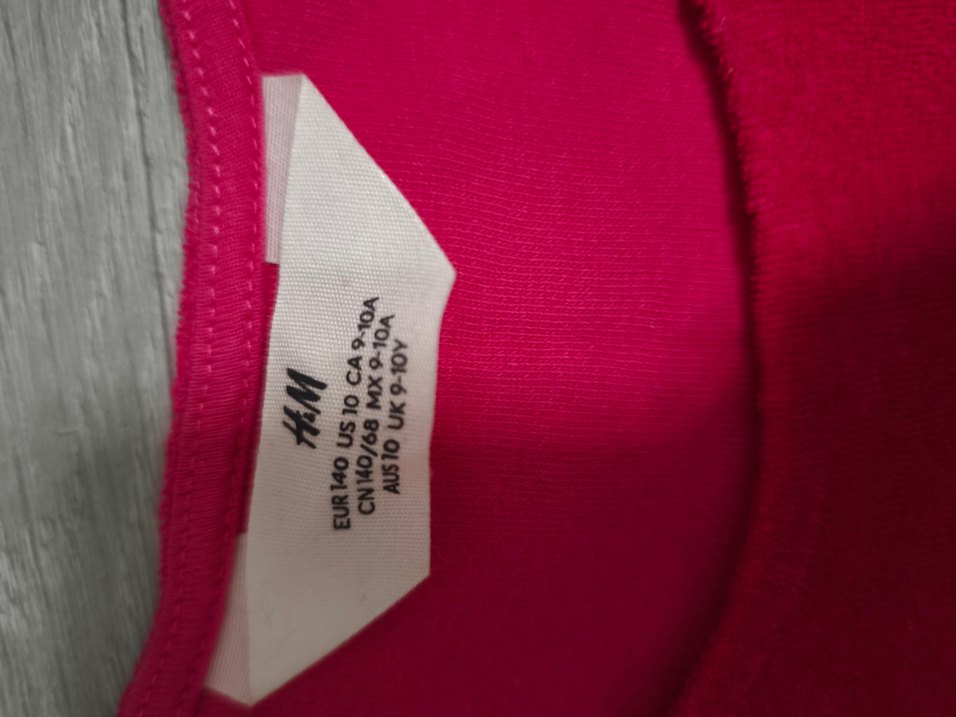 H&M
EUR 140 US 10 CA 9-10A
CN 140/68 MX 9-10A
AUS 10 UK 9-10Y